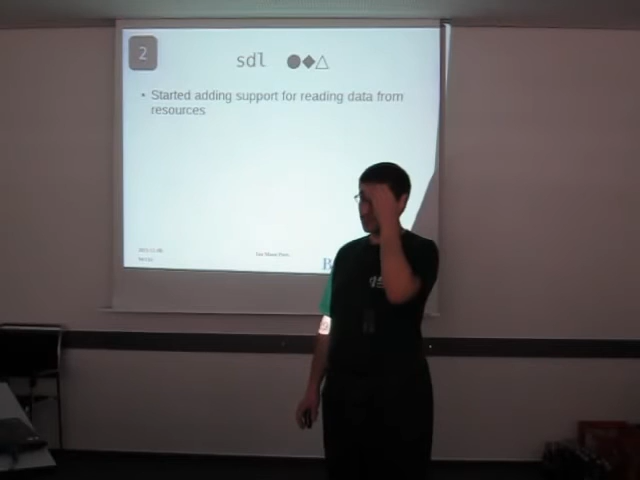 2
sdl ●◆△
• Started adding support for reading data from
resources
B